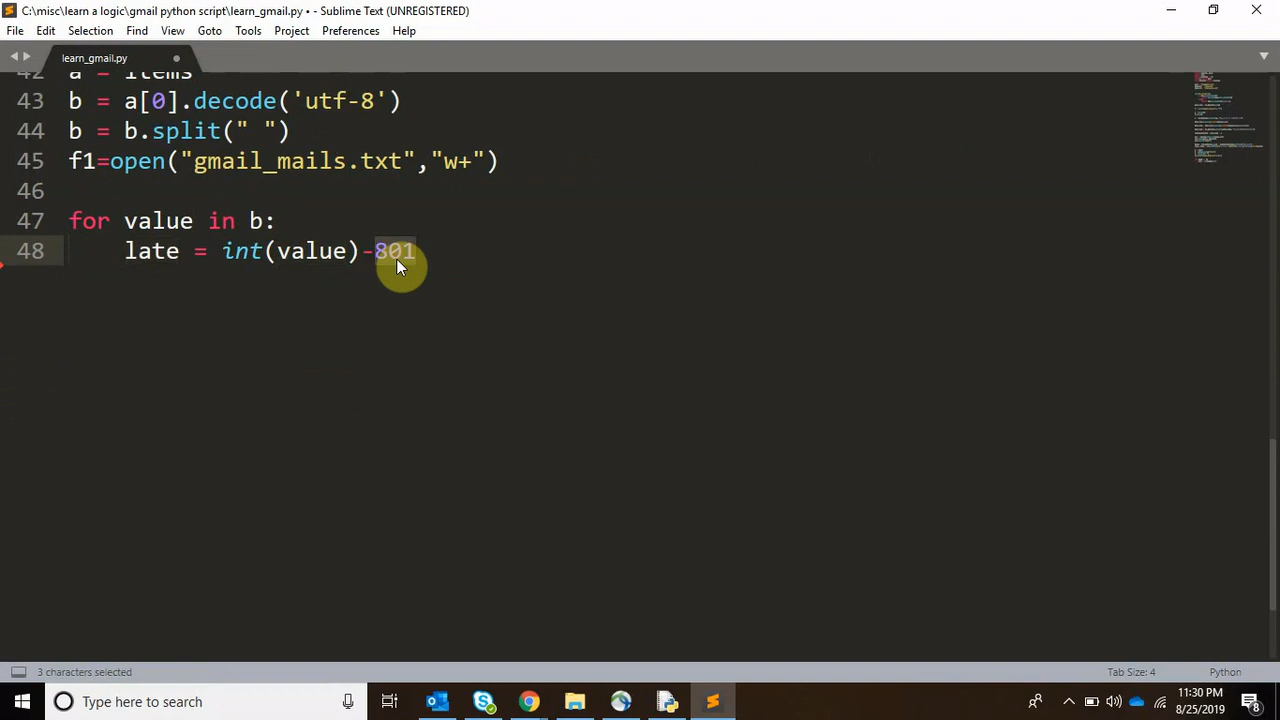 C:\misc\learn a logic\gmail python script\learn_gmail.py • - Sublime Text (UNREGISTERED)
File Edit Selection Find View Goto Tools Project Preferences Help
learn_gmail.py
42 a = items
43 b = a[0].decode('utf-8')
44 b = b.split(" ")
45 f1=open("gmail_mails.txt","w+")
46
47 for value in b:
48 late = int(value)-801
3 characters selected Tab Size: 4 Python
Type here to search
11:30 PM
8/25/2019
8